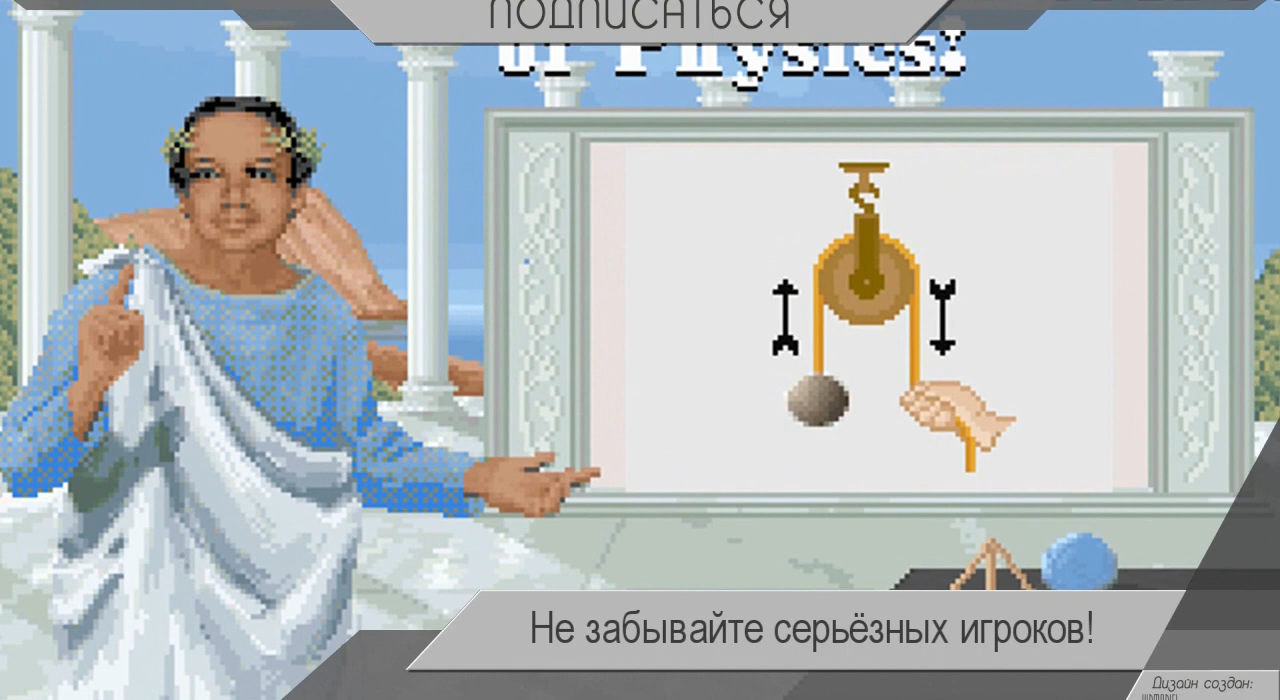 ПОДПИСАТЬСЯ
of Physics!
Не забывайте серьёзных игроков!
Дизайн создан: